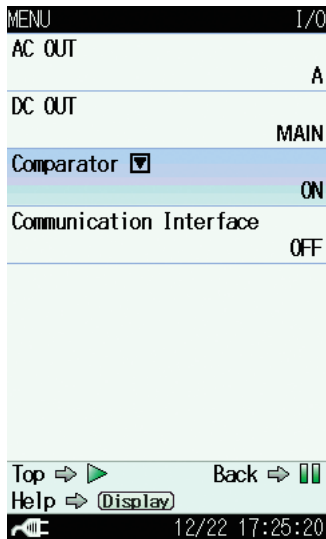 MENU I/O
AC OUT
A
DC OUT
MAIN
Comparator
ON
Communication Interface
OFF
Top ⇨ Back ⇨
Help ⇨ Display
12/22 17:25:20